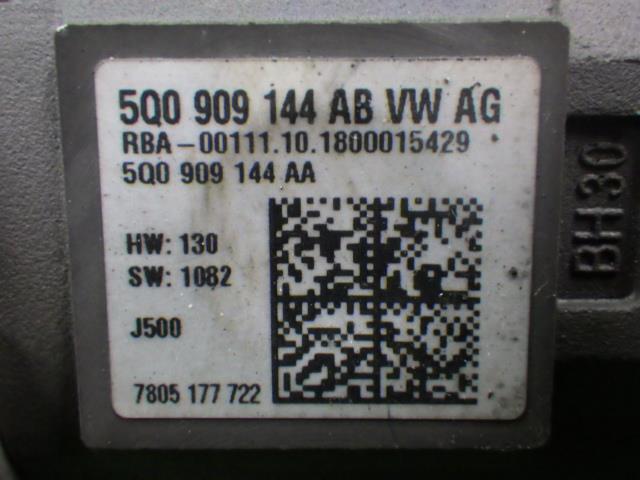 5Q0 909 144 AB VW AG
RBA-00111.10.1800015429
5Q0 909 144 AA
HW: 130
SW: 1082
J500
7805 177 722
BH30